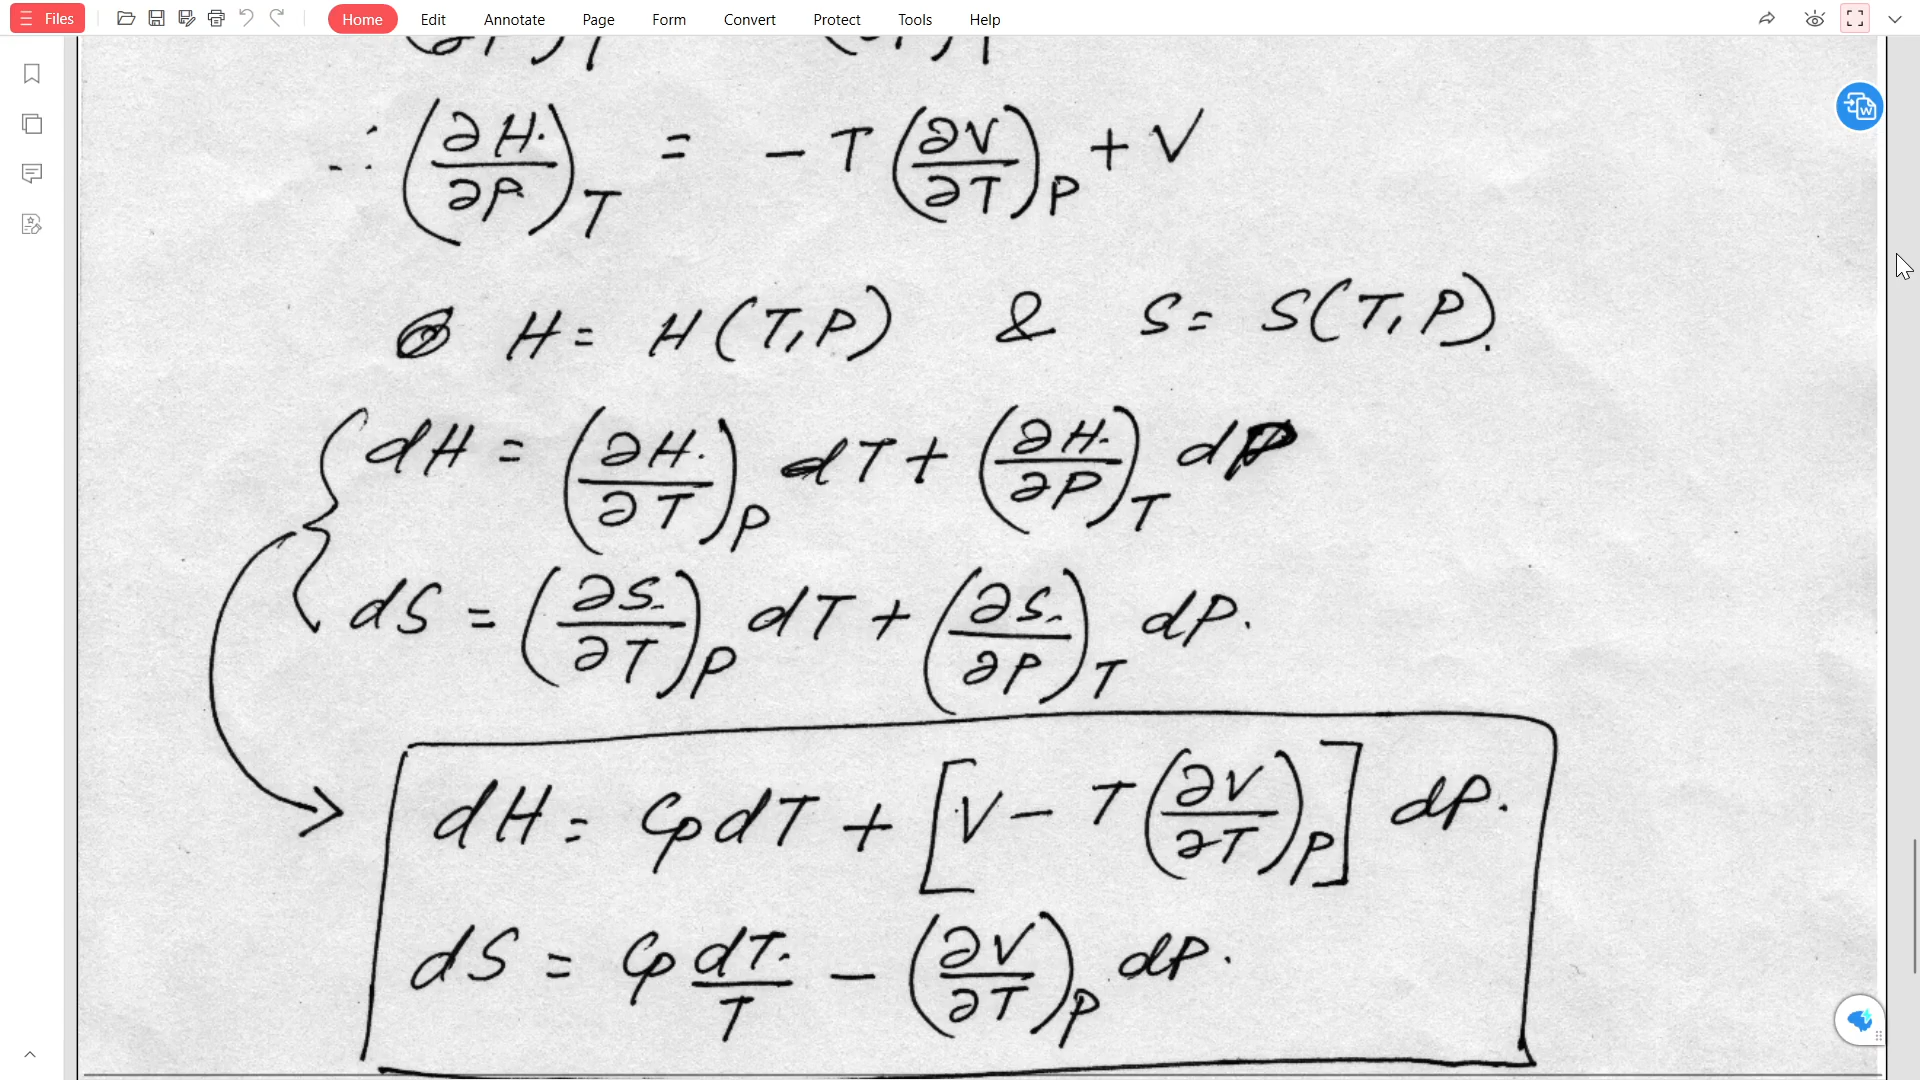 Files Home Edit Annotate Page Form Convert Protect Tools Help
∴ (∂H/∂P)_T = - T (∂V/∂T)_P + V
H = H(T,P) & S = S(T,P).
dH = (∂H/∂T)_P dT + (∂H/∂P)_T dP
dS = (∂S/∂T)_P dT + (∂S/∂P)_T dP.
dH = Cp dT + [V - T (∂V/∂T)_P] dP.
dS = Cp dT/T - (∂V/∂T)_P dP.